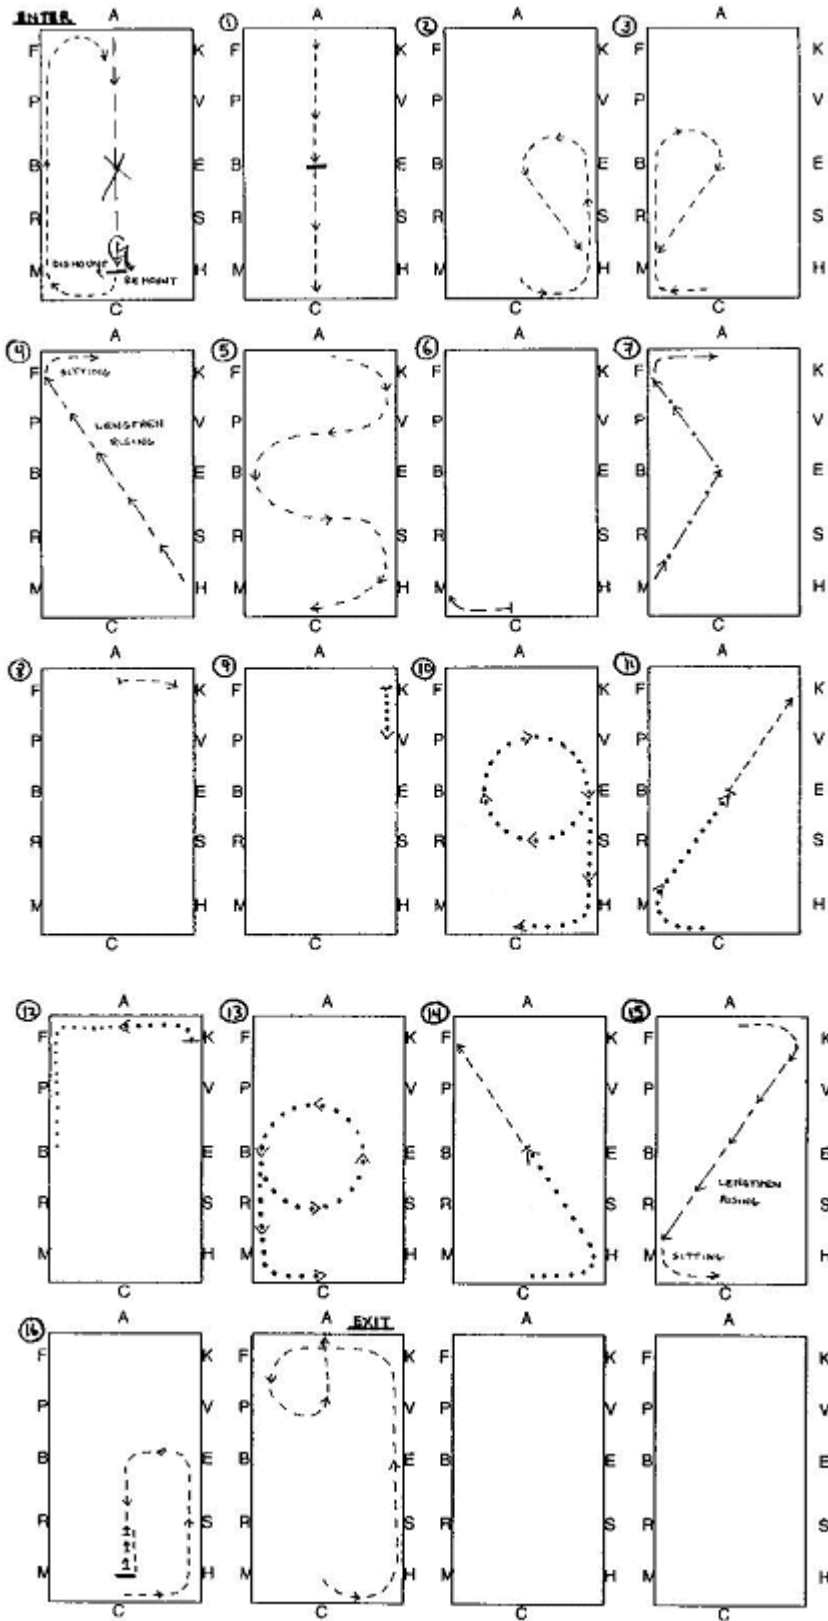 ENTER A 1 A 2 A 3 A
F K F K F K F K
P V P V P V P V
B E B E B E B E
R S R S R S R S
M DISMOUNT H M H M H M H
REMOUNT
C C C C
4 A 5 A 6 A 7 A
F SITTING K F K F K F K
P LENGTHEN V P V P V P V
RISING
B E B E B E B E
R S R S R S R S
M H M H M H M H
C C C C
8 A 9 A 10 A 11 A
F K F K F K F K
P V P V P V P V
B E B E B E B E
R S R S R S R S
M H M H M H M H
C C C C
12 A 13 A 14 A 15 A
F K F K F K F K
P V P V P V P V
B E B E B E B E
LENGTHEN
R S R S R S R RISING S
M H M H M H M SITTING H
C C C C
16 A A EXIT A A
F K F K F K F K
P V P V P V P V
B E B E B E B E
R S R S R S R S
M H M H M H M H
C C C C